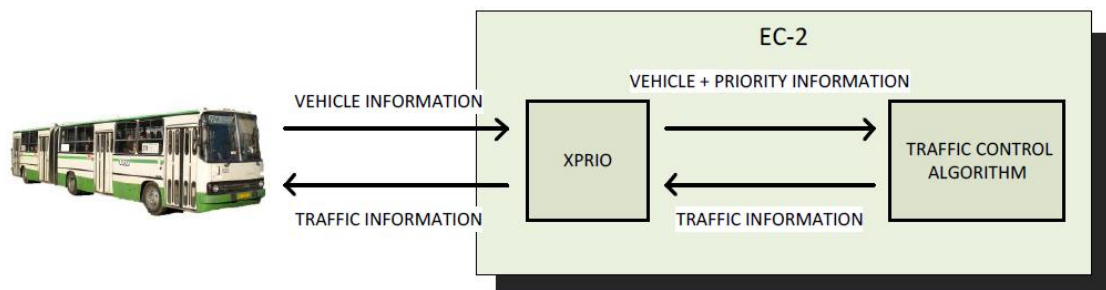 EC-2
VEHICLE + PRIORITY INFORMATION
VEHICLE INFORMATION
XPRIO
TRAFFIC CONTROL
ALGORITHM
TRAFFIC INFORMATION
TRAFFIC INFORMATION